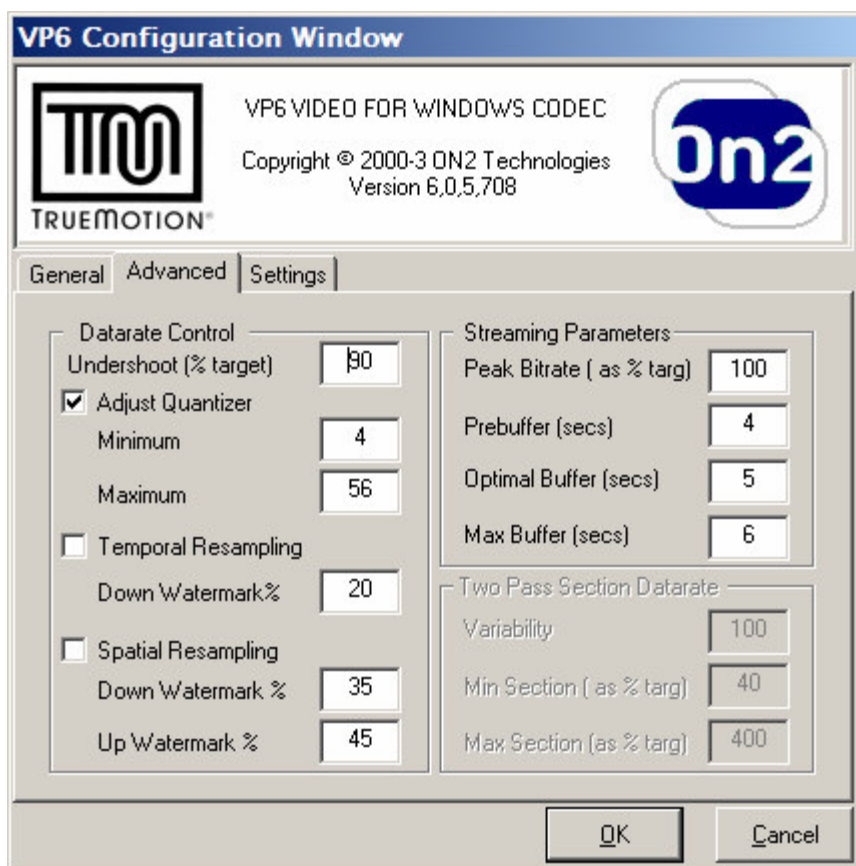 VP6 Configuration Window
TM
TRUEMOTION®
VP6 VIDEO FOR WINDOWS CODEC
Copyright © 2000-3 ON2 Technologies
Version 6,0,5,708
On2
General
Advanced
Settings
Datarate Control
Undershoot (% target) 90
Adjust Quantizer
Minimum 4
Maximum 56
Temporal Resampling
Down Watermark% 20
Spatial Resampling
Down Watermark % 35
Up Watermark % 45
Streaming Parameters
Peak Bitrate ( as % targ) 100
Prebuffer (secs) 4
Optimal Buffer (secs) 5
Max Buffer (secs) 6
Two Pass Section Datarate
Variability 100
Min Section ( as % targ) 40
Max Section (as % targ) 400
OK
Cancel